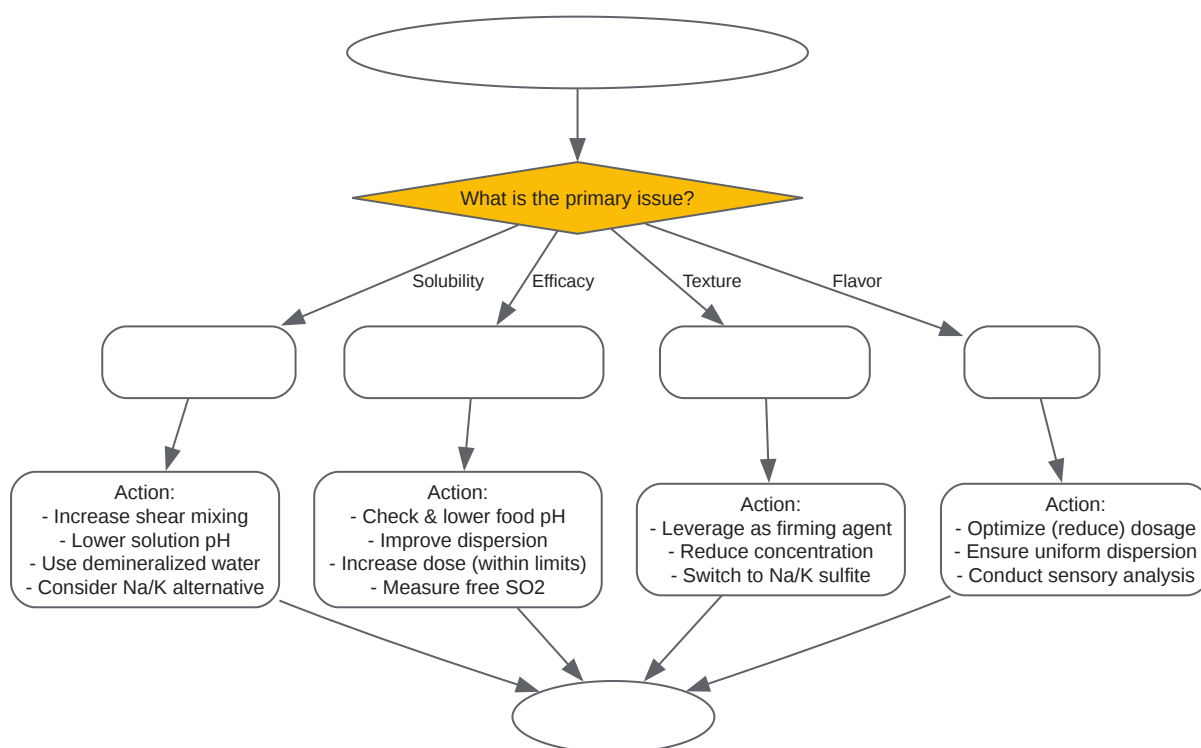 What is the primary issue?
Solubility
Efficacy
Texture
Flavor
Action:
- Increase shear mixing
- Lower solution pH
- Use demineralized water
- Consider Na/K alternative
Action:
- Check & lower food pH
- Improve dispersion
- Increase dose (within limits)
- Measure free SO2
Action:
- Leverage as firming agent
- Reduce concentration
- Switch to Na/K sulfite
Action:
- Optimize (reduce) dosage
- Ensure uniform dispersion
- Conduct sensory analysis